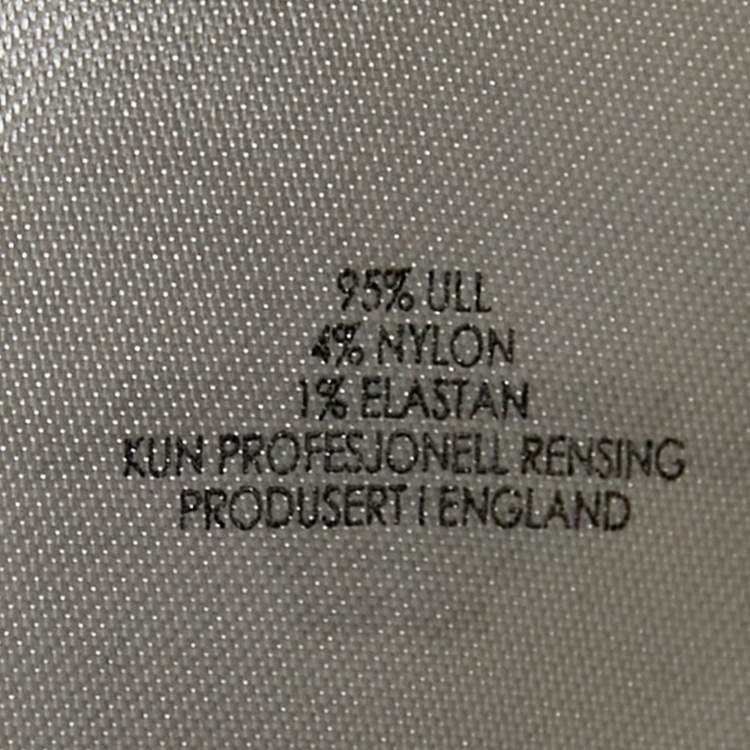 95% ULL
4% NYLON
1% ELASTAN
KUN PROFESJONELL RENSING
PRODUSERT I ENGLAND